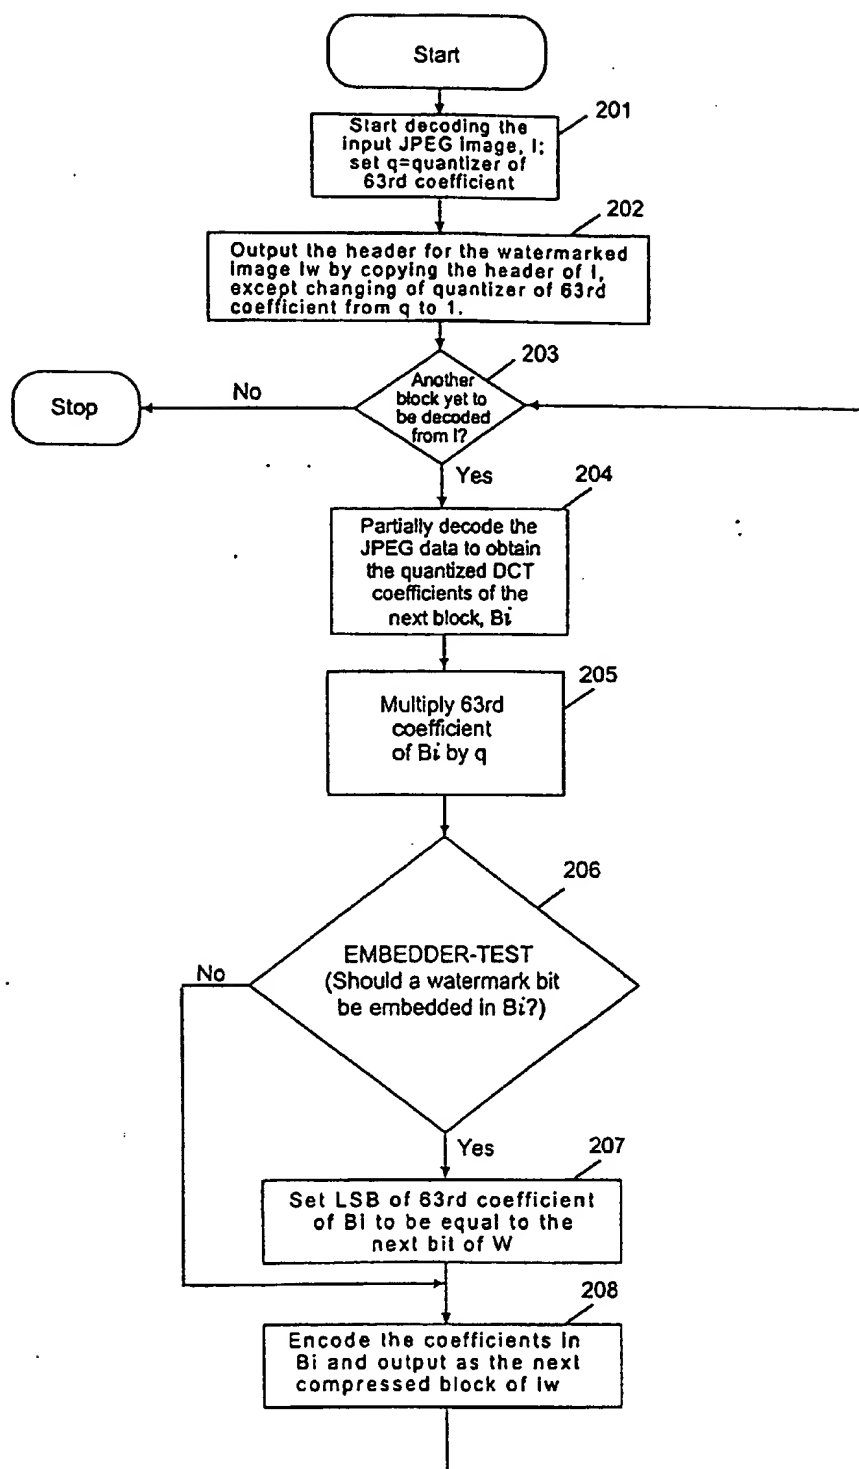 Start
201
Start decoding the
input JPEG image, I;
set q=quantizer of
63rd coefficient
202
Output the header for the watermarked
image Iw by copying the header of I,
except changing of quantizer of 63rd
coefficient from q to 1.
203
Another
block yet to
be decoded
from I?
No
Stop
Yes
204
Partially decode the
JPEG data to obtain
the quantized DCT
coefficients of the
next block, Bi
205
Multiply 63rd
coefficient
of Bi by q
206
EMBEDDER-TEST
(Should a watermark bit
be embedded in Bi?)
No
Yes
207
Set LSB of 63rd coefficient
of Bi to be equal to the
next bit of W
208
Encode the coefficients in
Bi and output as the next
compressed block of Iw